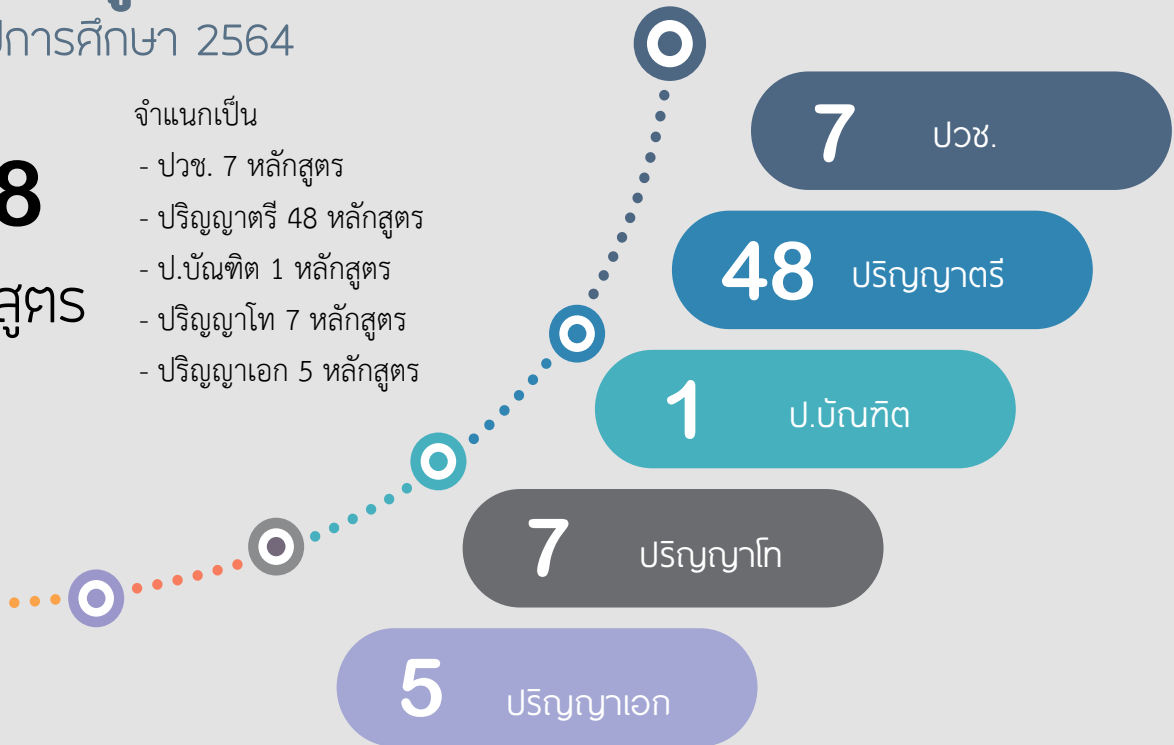 ปีการศึกษา 2564
จำแนกเป็น
- ปวช. 7 หลักสูตร
- ปริญญาตรี 48 หลักสูตร
- ป.บัณฑิต 1 หลักสูตร
- ปริญญาโท 7 หลักสูตร
- ปริญญาเอก 5 หลักสูตร
8
สูตร
7 ปวช.
48 ปริญญาตรี
1 ป.บัณฑิต
7 ปริญญาโท
5 ปริญญาเอก